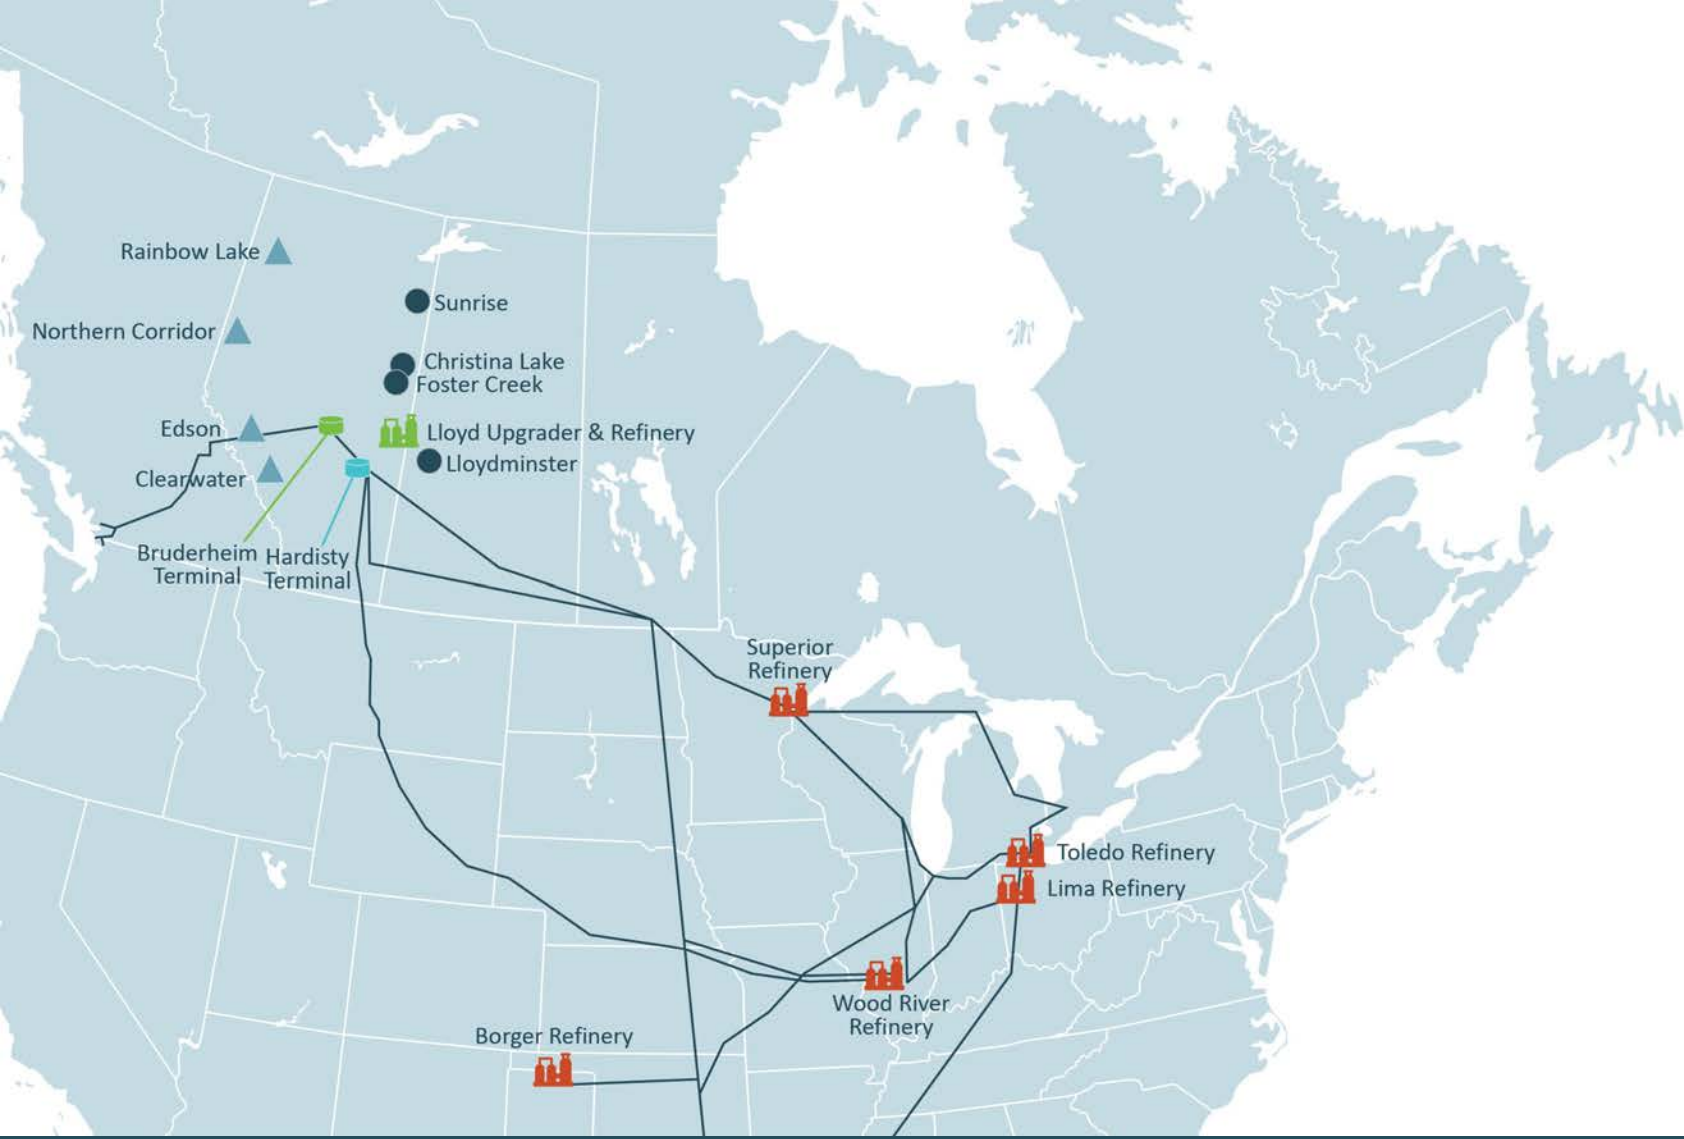 Rainbow Lake
Sunrise
Northern Corridor
Christina Lake
Foster Creek
Edson
Lloyd Upgrader & Refinery
Lloydminster
Clearwater
Bruderheim
Terminal
Hardisty
Terminal
Superior
Refinery
Toledo Refinery
Lima Refinery
Wood River
Refinery
Borger Refinery